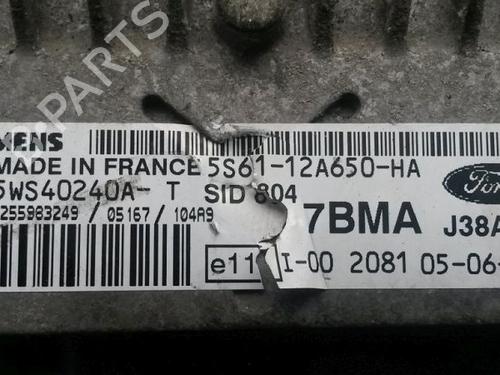 KENS
MADE IN FRANCE 5S61-12A650-HA
5WS40240A- T SID 804
255983249 / 05167 / 104A9
7BMA J38A
Ford
e11 I-00 2081 05-06-
B-PARTS